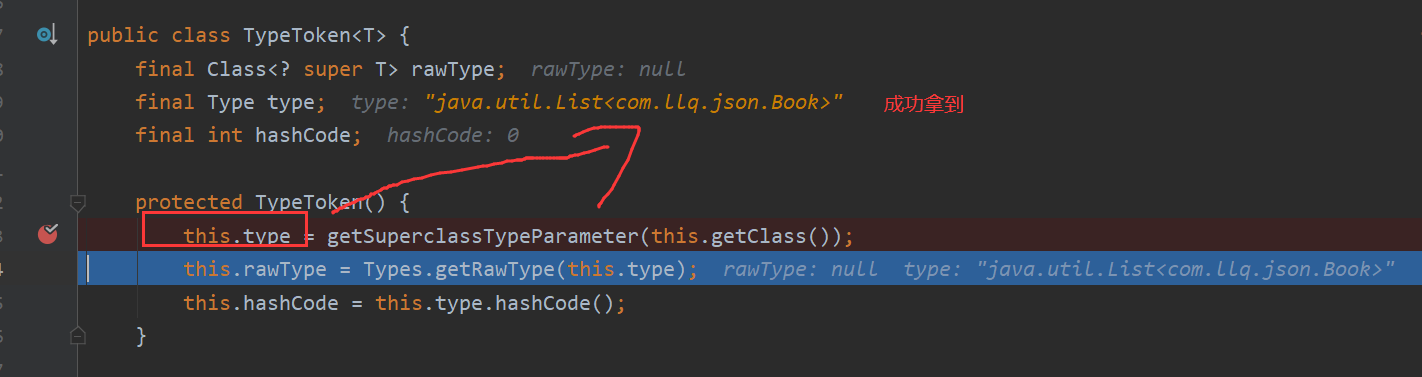 public class TypeToken<T> {
final Class<? super T> rawType; rawType: null
final Type type; type: "java.util.List<com.llq.json.Book>" 成功拿到
final int hashCode; hashCode: 0
protected TypeToken() {
this.type = getSuperclassTypeParameter(this.getClass());
this.rawType = Types.getRawType(this.type); rawType: null type: "java.util.List<com.llq.json.Book>"
this.hashCode = this.type.hashCode();
}